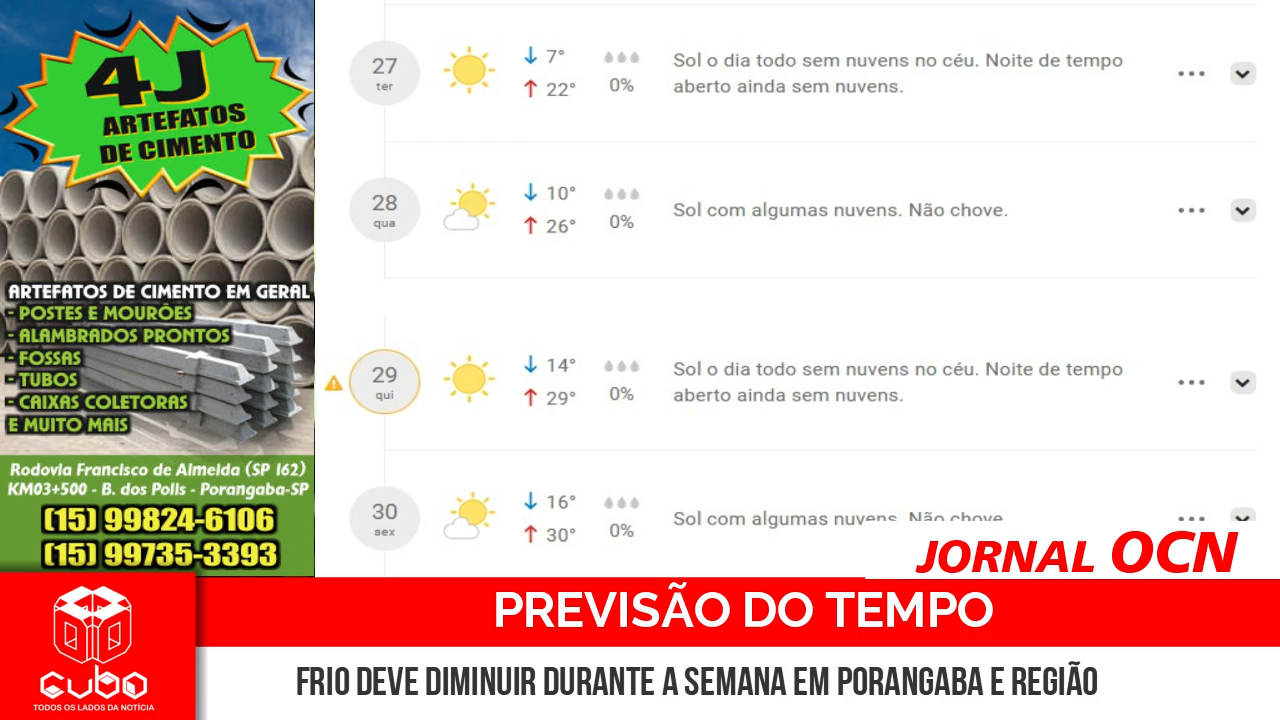 4J
ARTEFATOS
DE CIMENTO
ARTEFATOS DE CIMENTO EM GERAL
- POSTES E MOURÕES
- ALAMBRADOS PRONTOS
- FOSSAS
- TUBOS
- CAIXAS COLETORAS
E MUITO MAIS
Rodovia Francisco de Almeida (SP 162)
KM03+500 - B. dos Polis - Porangaba-SP
(15) 99824-6106
(15) 99735-3393
27
ter
7°
22°
0%
Sol o dia todo sem nuvens no céu. Noite de tempo
aberto ainda sem nuvens.
28
qua
10°
26°
0%
Sol com algumas nuvens. Não chove.
29
qui
14°
29°
0%
Sol o dia todo sem nuvens no céu. Noite de tempo
aberto ainda sem nuvens.
30
sex
16°
30°
0%
Sol com algumas nuvens. Não chove
JORNAL OCN
PREVISÃO DO TEMPO
FRIO DEVE DIMINUIR DURANTE A SEMANA EM PORANGABA E REGIÃO
CUBO
TODOS OS LADOS DA NOTÍCIA